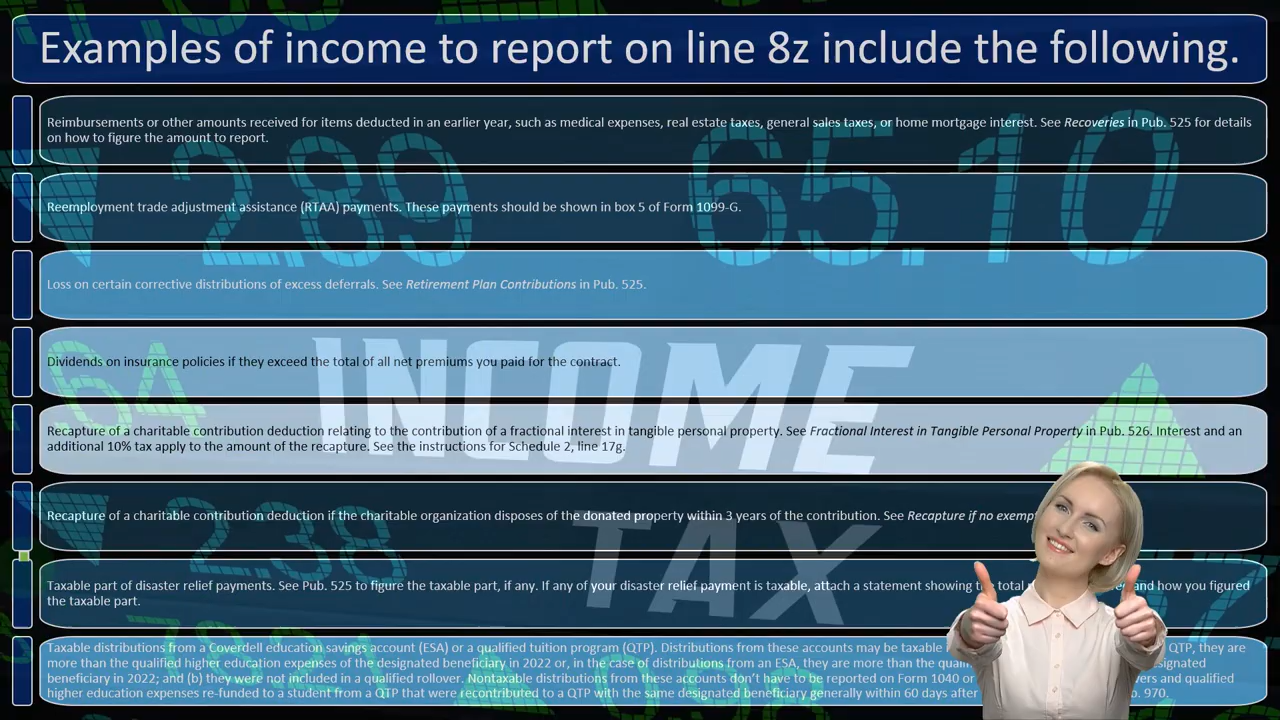 Examples of income to report on line 8z include the following.
Reimbursements or other amounts received for items deducted in an earlier year, such as medical expenses, real estate taxes, general sales taxes, or home mortgage interest. See Recoveries in Pub. 525 for details
on how to figure the amount to report.
Reemployment trade adjustment assistance (RTAA) payments. These payments should be shown in box 5 of Form 1099-G.
Loss on certain corrective distributions of excess deferrals. See Retirement Plan Contributions in Pub. 525.
Dividends on insurance policies if they exceed the total of all net premiums you paid for the contract.
Recapture of a charitable contribution deduction relating to the contribution of a fractional interest in tangible personal property. See Fractional Interest in Tangible Personal Property in Pub. 526. Interest and an
additional 10% tax apply to the amount of the recapture. See the instructions for Schedule 2, line 17g.
Recapture of a charitable contribution deduction if the charitable organization disposes of the donated property within 3 years of the contribution. See Recapture if no
Taxable part of disaster relief payments. See Pub. 525 to figure the taxable part, if any. If any of your disaster relief payment is taxable, attach a statement showing total and how you figured
the taxable part.
Taxable distributions from a Coverdell education savings account (ESA) or a qualified tuition program (QTP). Distributions from these accounts may be taxable QTP, they are
more than the qualified higher education expenses of the designated beneficiary in 2022 or, in the case of distributions from an ESA, they are more than the
beneficiary in 2022; and (b) they were not included in a qualified rollover. Nontaxable distributions from these accounts don't have to be reported on Form 1040 or and qualified
higher education expenses re-funded to a student from a QTP that were recontributed to a QTP with the same designated beneficiary generally within 60 days after 970.
2.89
65.10
INCOME
TAX
238